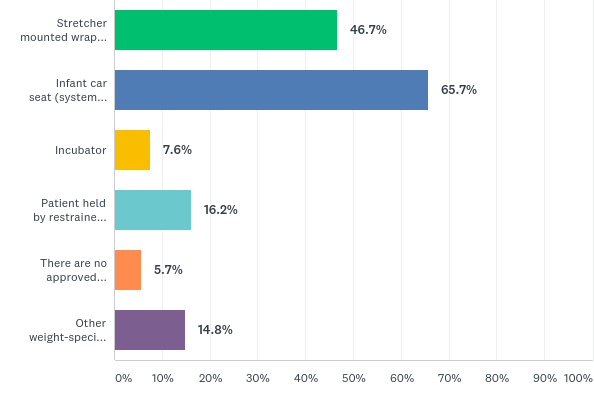 Stretcher
mounted wrap...
46.7%
Infant car
seat (system...
65.7%
Incubator
7.6%
Patient held
by restraine...
16.2%
There are no
approved...
5.7%
Other
weight-speci...
14.8%
0% 10% 20% 30% 40% 50% 60% 70% 80% 90% 100%